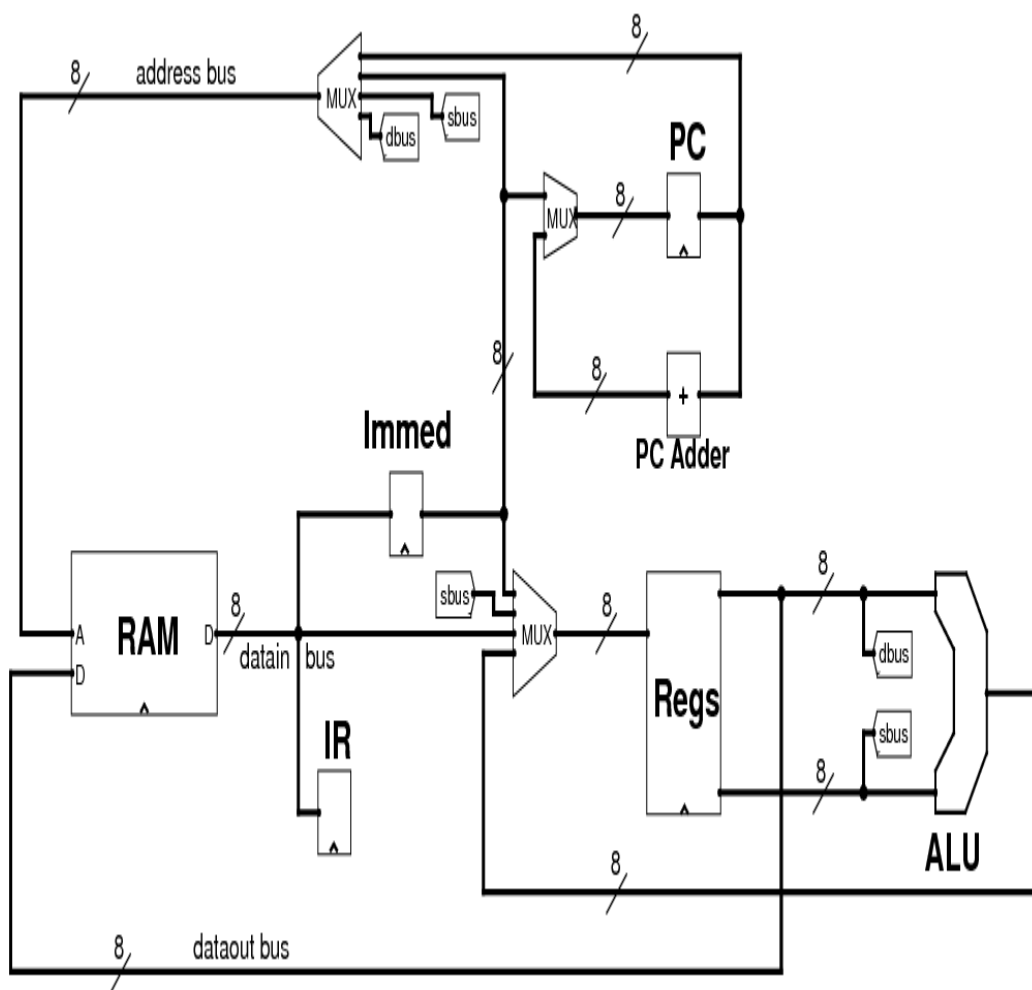 8
8
address bus
MUX
sbus
dbus
PC
8
MUX
8
8
+
PC Adder
Immed
sbus
8
8
8
A
RAM
D
MUX
datain bus
D
dbus
Regs
IR
sbus
8
ALU
8
8
dataout bus